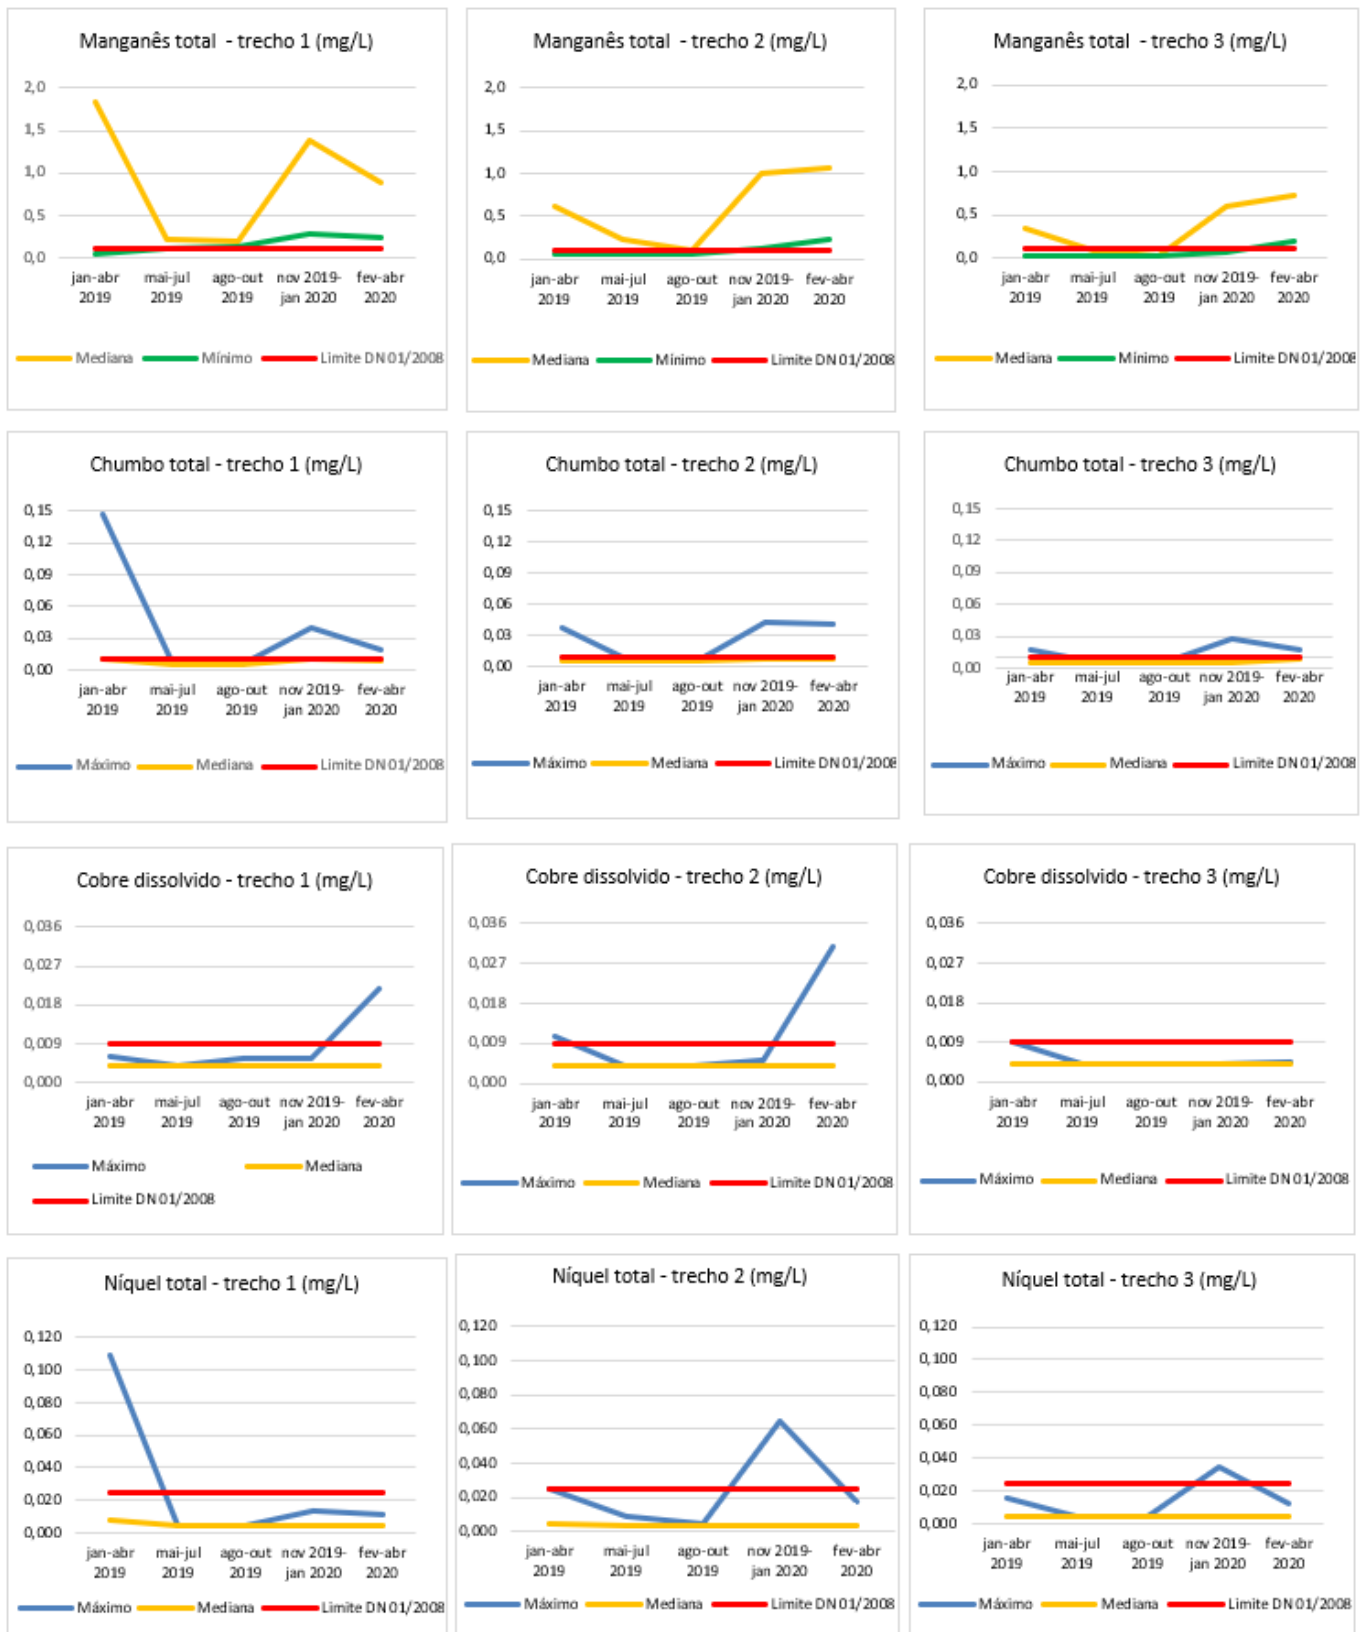 Manganês total - trecho 1 (mg/L)
2,0
1,5
1,0
0,5
0,0
jan-abr 2019
mai-jul 2019
ago-out 2019
nov 2019-jan 2020
fev-abr 2020
Mediana
Mínimo
Limite DN 01/2008
Manganês total - trecho 2 (mg/L)
2,0
1,5
1,0
0,5
0,0
jan-abr 2019
mai-jul 2019
ago-out 2019
nov 2019-jan 2020
fev-abr 2020
Mediana
Mínimo
Limite DN 01/2008
Manganês total - trecho 3 (mg/L)
2,0
1,5
1,0
0,5
0,0
jan-abr 2019
mai-jul 2019
ago-out 2019
nov 2019-jan 2020
fev-abr 2020
Mediana
Mínimo
Limite DN 01/2008
Chumbo total - trecho 1 (mg/L)
0,15
0,12
0,09
0,06
0,03
0,00
jan-abr 2019
mai-jul 2019
ago-out 2019
nov 2019-jan 2020
fev-abr 2020
Máximo
Mediana
Limite DN 01/2008
Chumbo total - trecho 2 (mg/L)
0,15
0,12
0,09
0,06
0,03
0,00
jan-abr 2019
mai-jul 2019
ago-out 2019
nov 2019-jan 2020
fev-abr 2020
Máximo
Mediana
Limite DN 01/2008
Chumbo total - trecho 3 (mg/L)
0,15
0,12
0,09
0,06
0,03
0,00
jan-abr 2019
mai-jul 2019
ago-out 2019
nov 2019-jan 2020
fev-abr 2020
Máximo
Mediana
Limite DN 01/2008
Cobre dissolvido - trecho 1 (mg/L)
0,036
0,027
0,018
0,009
0,000
jan-abr 2019
mai-jul 2019
ago-out 2019
nov 2019-jan 2020
fev-abr 2020
Máximo
Mediana
Limite DN 01/2008
Cobre dissolvido - trecho 2 (mg/L)
0,036
0,027
0,018
0,009
0,000
jan-abr 2019
mai-jul 2019
ago-out 2019
nov 2019-jan 2020
fev-abr 2020
Máximo
Mediana
Limite DN 01/2008
Cobre dissolvido - trecho 3 (mg/L)
0,036
0,027
0,018
0,009
0,000
jan-abr 2019
mai-jul 2019
ago-out 2019
nov 2019-jan 2020
fev-abr 2020
Máximo
Mediana
Limite DN 01/2008
Níquel total - trecho 1 (mg/L)
0,120
0,100
0,080
0,060
0,040
0,020
0,000
jan-abr 2019
mai-jul 2019
ago-out 2019
nov 2019-jan 2020
fev-abr 2020
Máximo
Mediana
Limite DN 01/2008
Níquel total - trecho 2 (mg/L)
0,120
0,100
0,080
0,060
0,040
0,020
0,000
jan-abr 2019
mai-jul 2019
ago-out 2019
nov 2019-jan 2020
fev-abr 2020
Máximo
Mediana
Limite DN 01/2008
Níquel total - trecho 3 (mg/L)
0,120
0,100
0,080
0,060
0,040
0,020
0,000
jan-abr 2019
mai-jul 2019
ago-out 2019
nov 2019-jan 2020
fev-abr 2020
Máximo
Mediana
Limite DN 01/2008